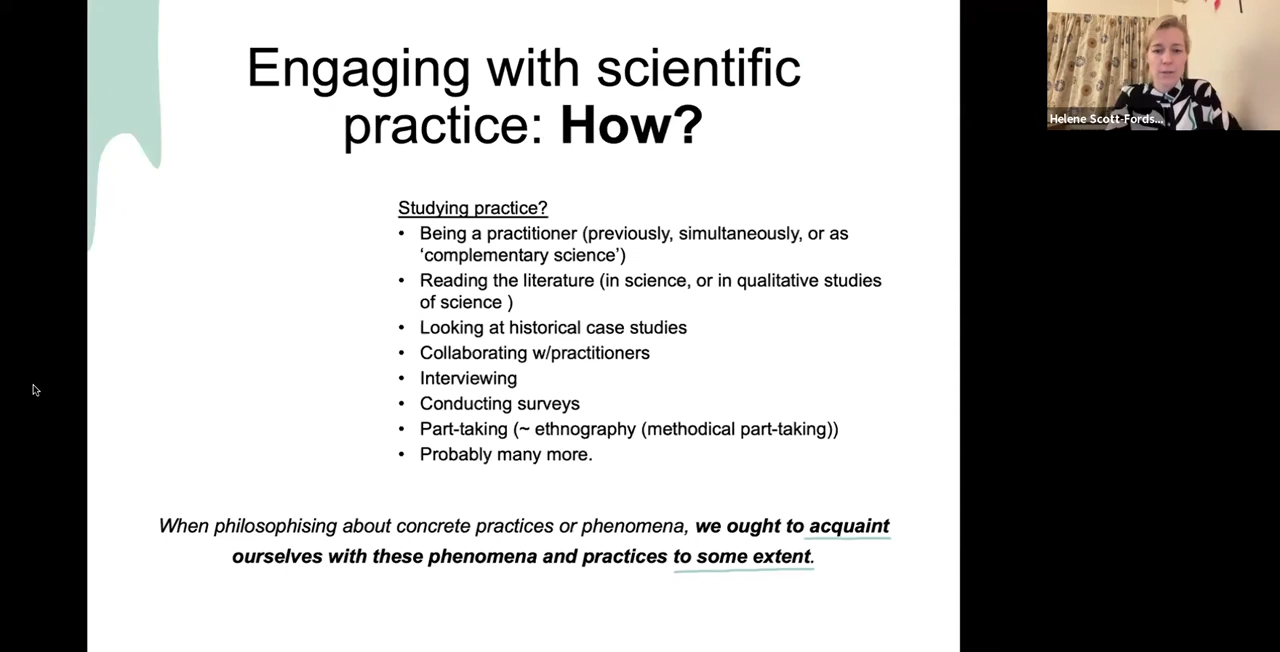 Engaging with scientific
practice: How?
Helene Scott-Fords...
Studying practice?
• Being a practitioner (previously, simultaneously, or as
‘complementary science’)
• Reading the literature (in science, or in qualitative studies
of science )
• Looking at historical case studies
• Collaborating w/practitioners
• Interviewing
• Conducting surveys
• Part-taking (~ ethnography (methodical part-taking))
• Probably many more.
When philosophising about concrete practices or phenomena, we ought to acquaint
ourselves with these phenomena and practices to some extent.